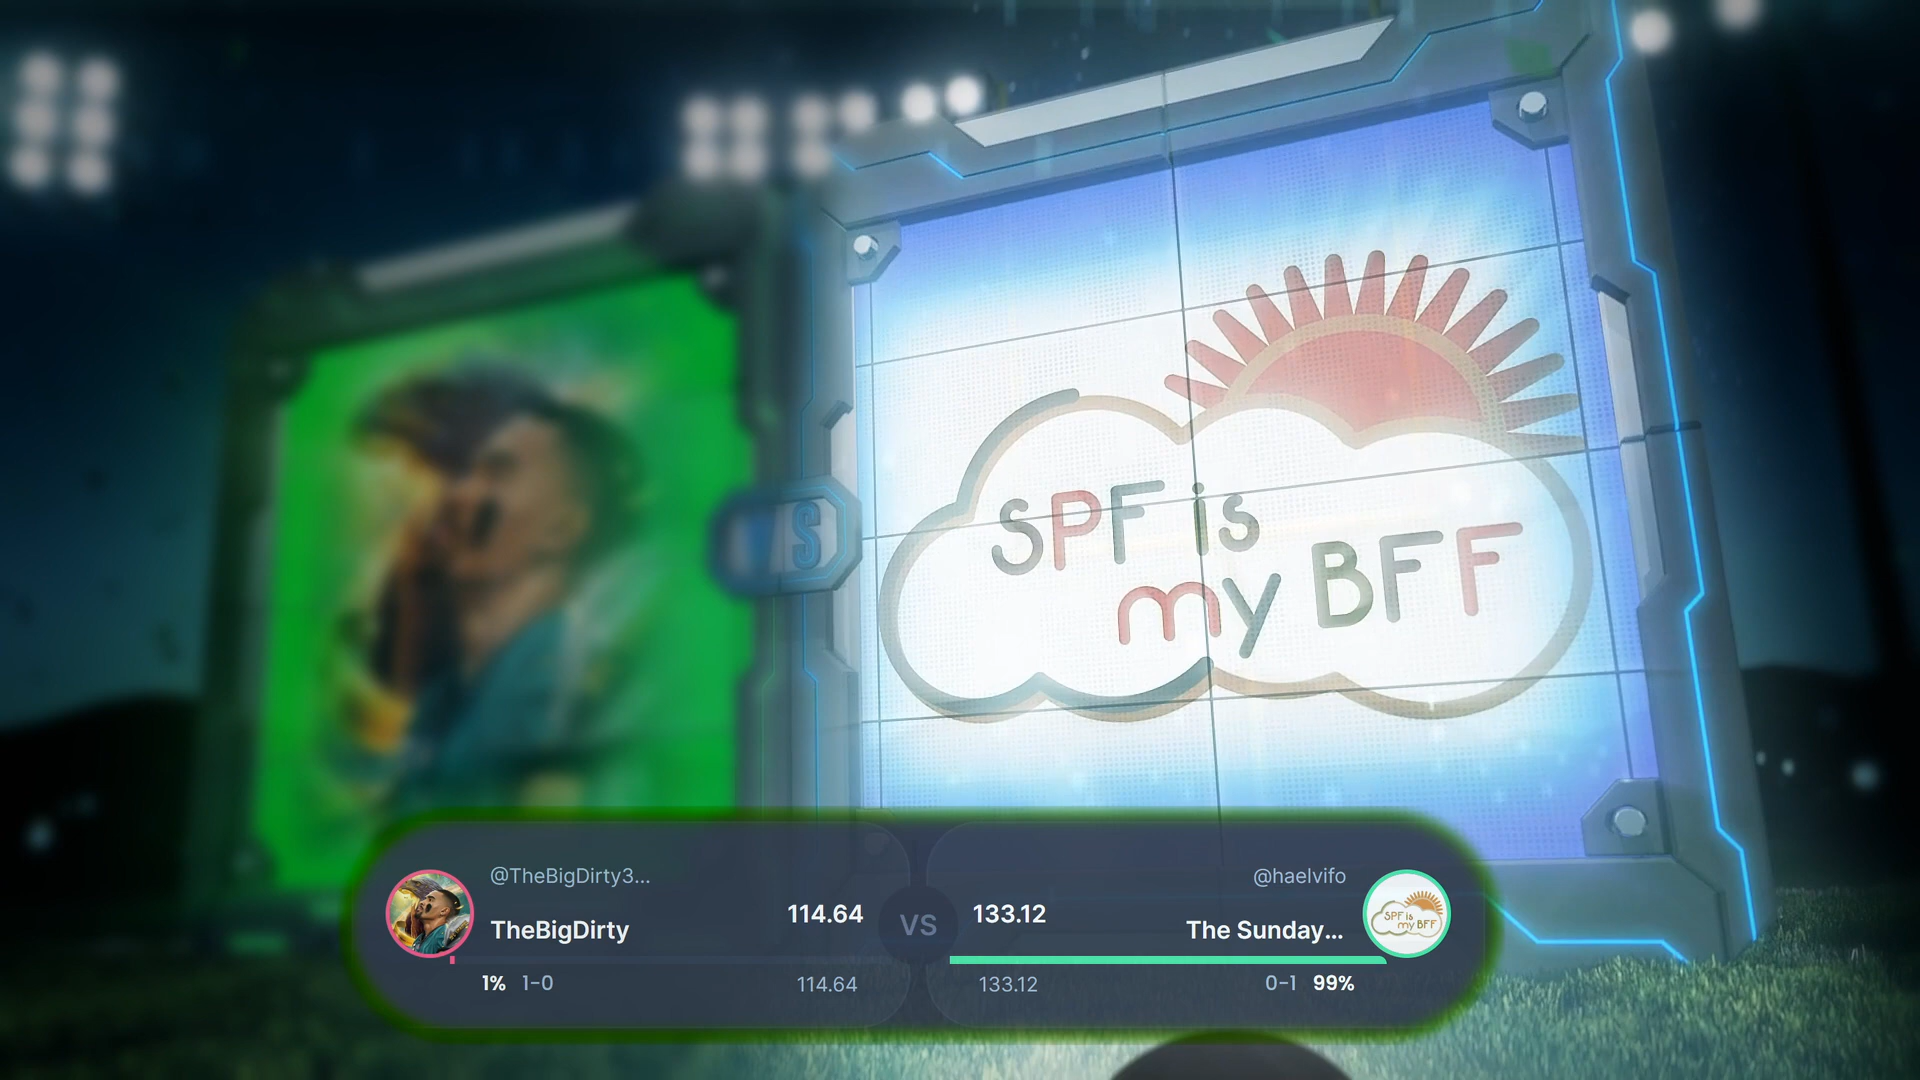 SPF is
my BFF
VS
@TheBigDirty3...
TheBigDirty
114.64
VS
133.12
@haelvifo
The Sunday...
SPF is
my BFF
1% 1-0
114.64
133.12
0-1 99%